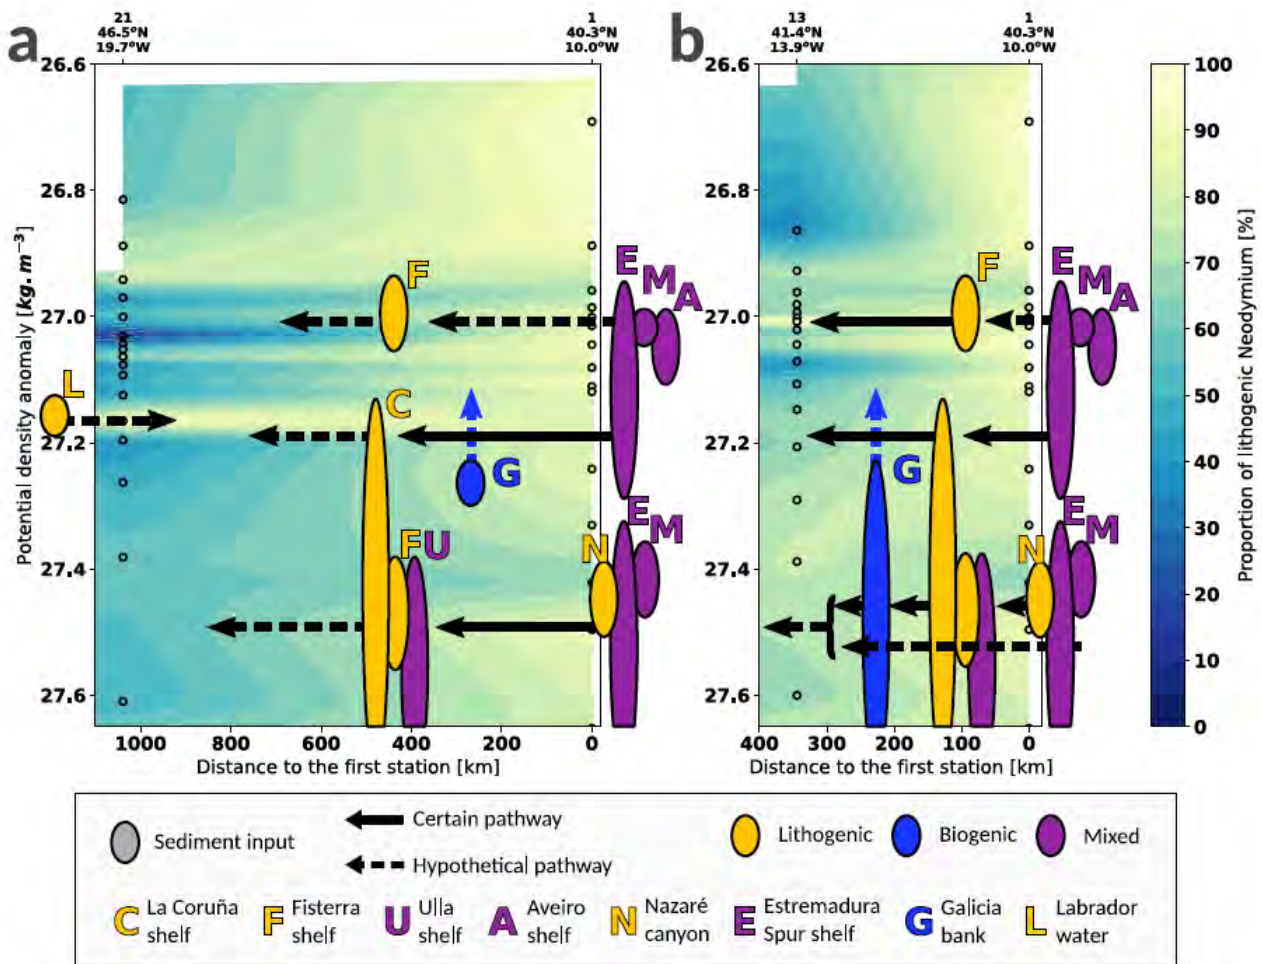 a
21
46.5°N
19.7°W
1
40.3°N
10.0°W
b
13
41.4°N
13.9°W
1
40.3°N
10.0°W
26.6
26.8
27.0
27.2
27.4
27.6
Potential density anomaly [kg.m⁻³]
F
E
M
A
L
C
G
F
U
E
M
N
1000
800
600
400
200
0
Distance to the first station [km]
26.6
26.8
27.0
27.2
27.4
27.6
F
E
M
A
G
E
M
N
400
300
200
100
0
Distance to the first station [km]
100
90
80
70
60
50
40
30
20
10
0
Proportion of lithogenic Neodymium [%]
Sediment input
Certain pathway
Hypothetical pathway
Lithogenic
Biogenic
Mixed
C La Coruña shelf
F Fisterra shelf
U Ulla shelf
A Aveiro shelf
N Nazaré canyon
E Estremadura Spur shelf
G Galicia bank
L Labrador water